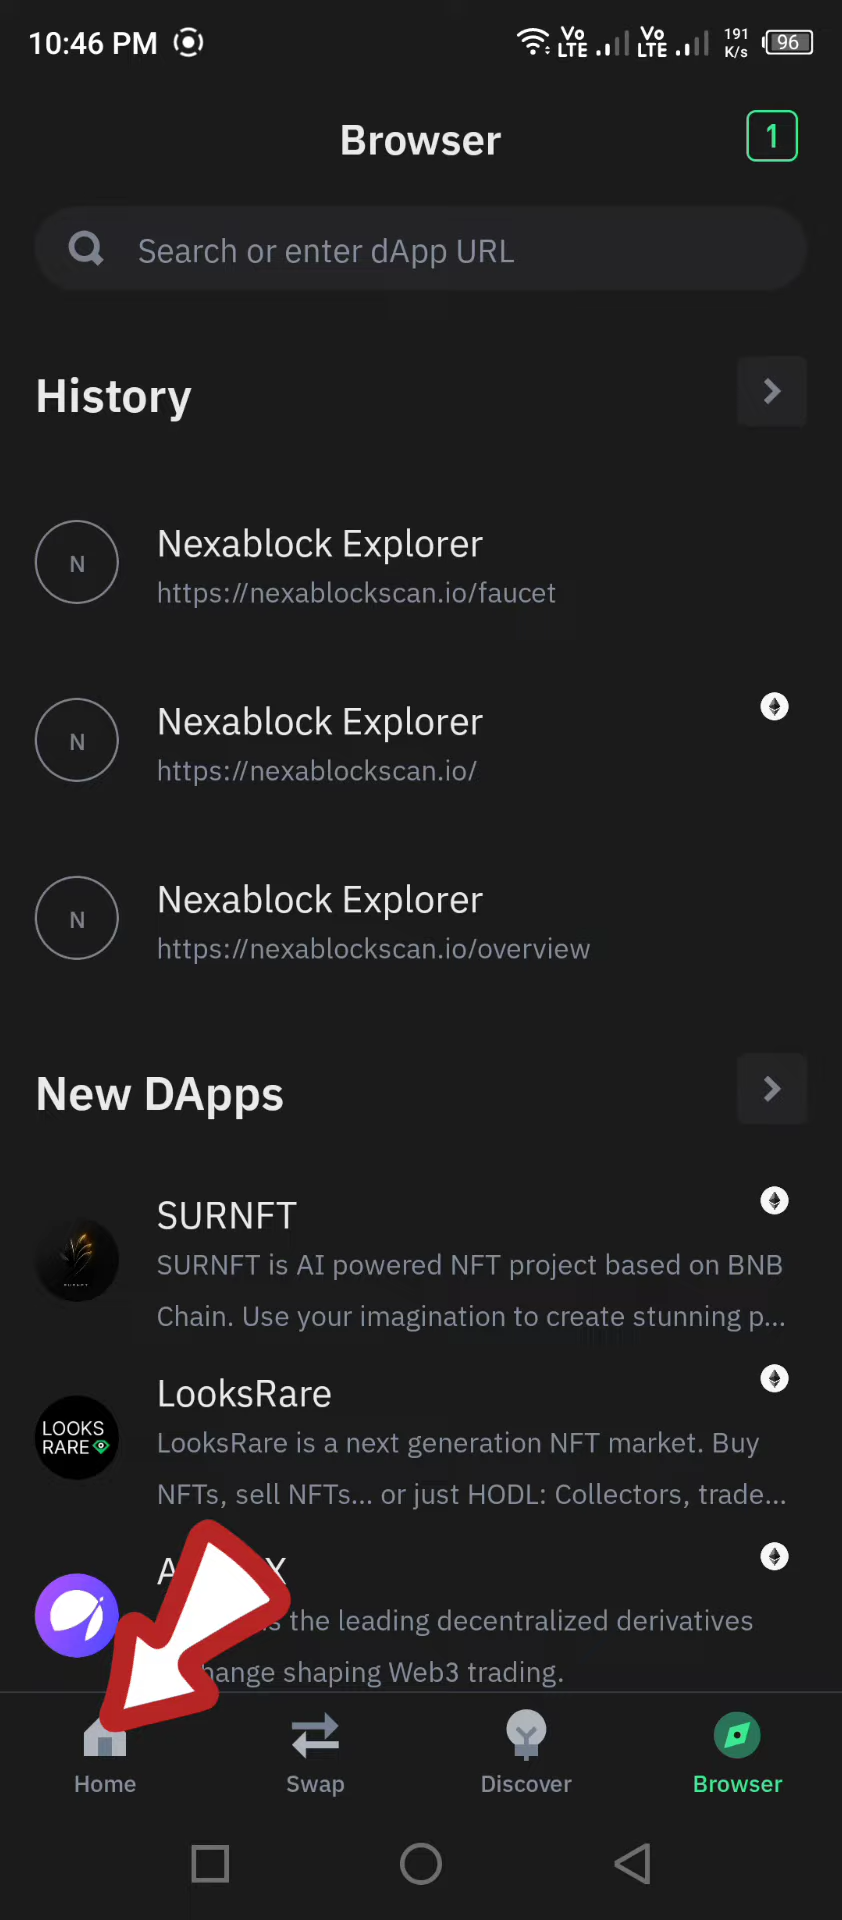 10:46 PM
Vo
LTE
Vo
LTE
191
K/s
96
Browser
1
Search or enter dApp URL
History
N
Nexablock Explorer
https://nexablockscan.io/faucet
N
Nexablock Explorer
https://nexablockscan.io/
N
Nexablock Explorer
https://nexablockscan.io/overview
New DApps
SURNFT
SURNFT is AI powered NFT project based on BNB
Chain. Use your imagination to create stunning p...
LOOKS
RARE
LooksRare
LooksRare is a next generation NFT market. Buy
NFTs, sell NFTs... or just HODL: Collectors, trade...
the leading decentralized derivatives
shaping Web3 trading.
Home
Swap
Discover
Browser